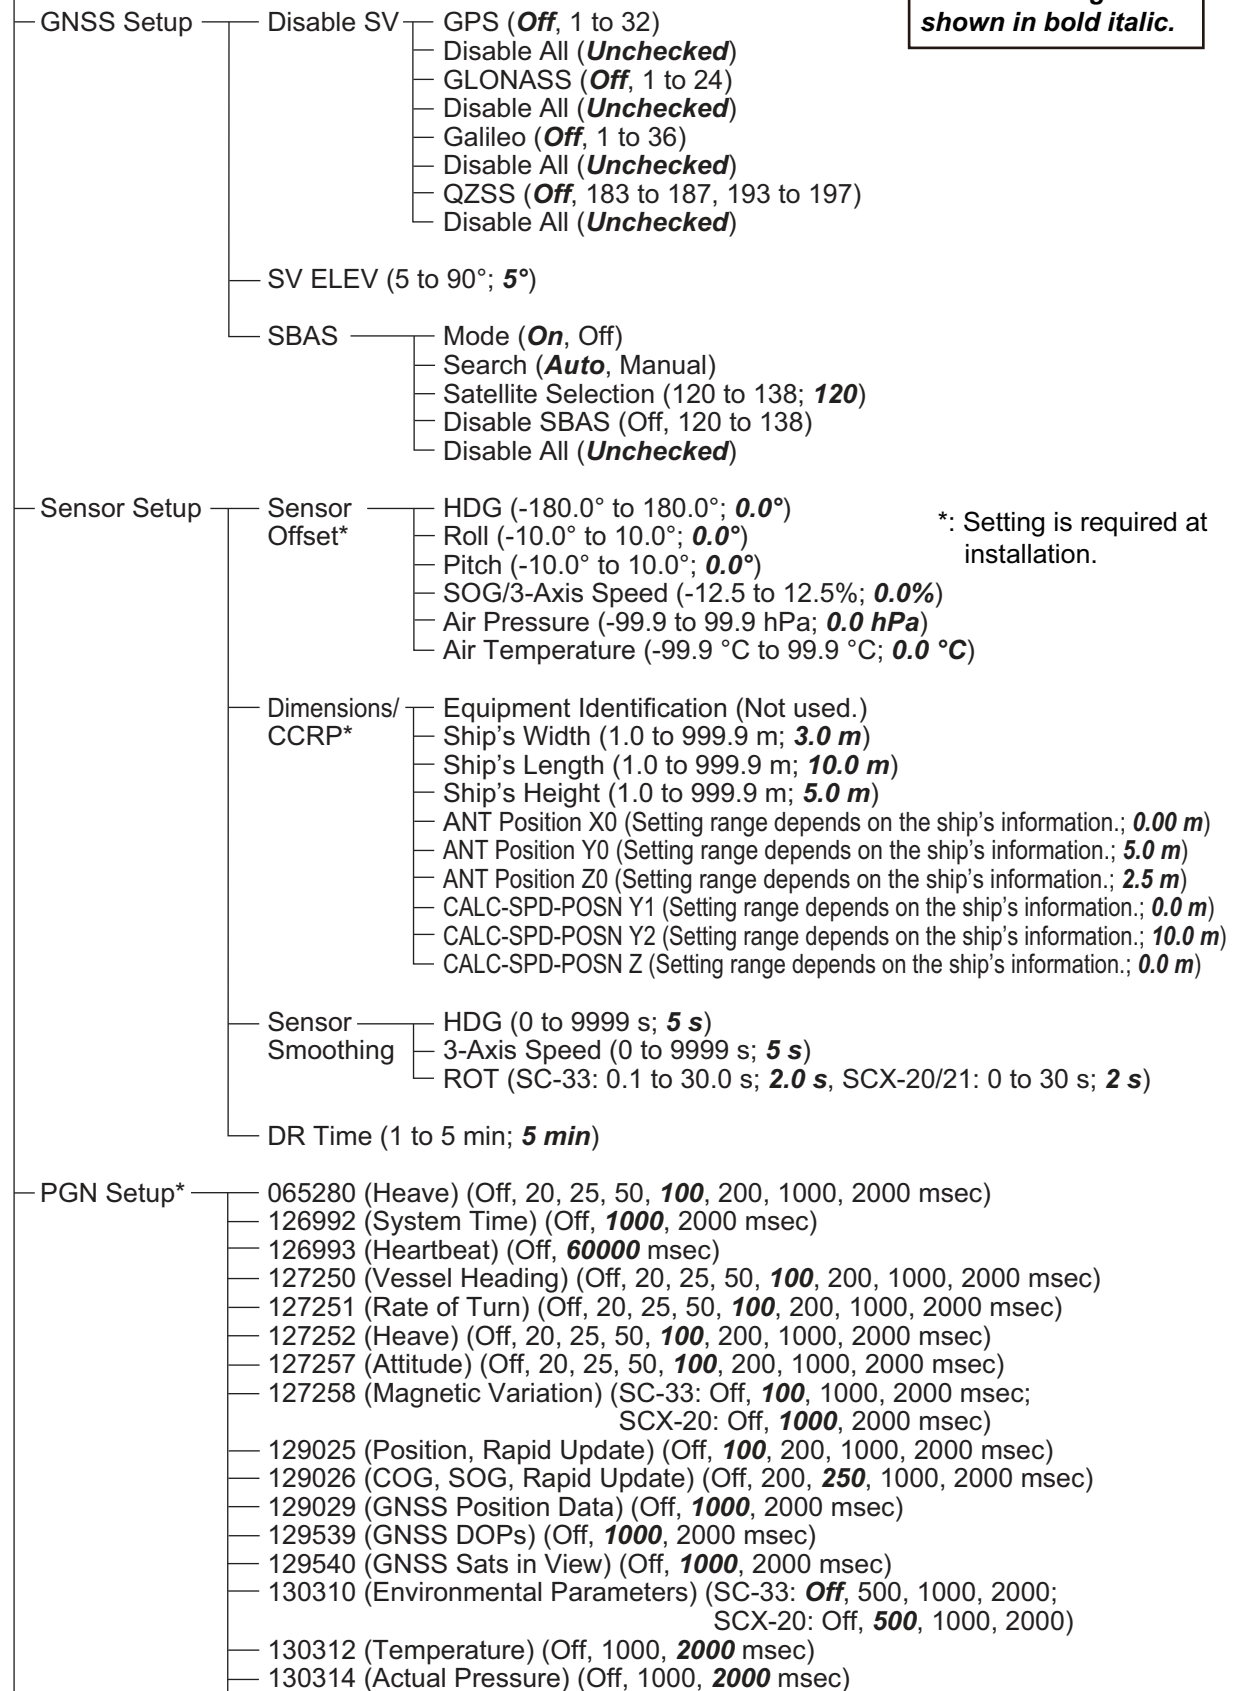 GNSS Setup
Disable SV
GPS (Off, 1 to 32)
Disable All (Unchecked)
GLONASS (Off, 1 to 24)
Disable All (Unchecked)
Galileo (Off, 1 to 36)
Disable All (Unchecked)
QZSS (Off, 183 to 187, 193 to 197)
Disable All (Unchecked)
shown in bold italic.
SV ELEV (5 to 90°; 5°)
SBAS
Mode (On, Off)
Search (Auto, Manual)
Satellite Selection (120 to 138; 120)
Disable SBAS (Off, 120 to 138)
Disable All (Unchecked)
Sensor Setup
Sensor
Offset*
HDG (-180.0° to 180.0°; 0.0°)
Roll (-10.0° to 10.0°; 0.0°)
Pitch (-10.0° to 10.0°; 0.0°)
SOG/3-Axis Speed (-12.5 to 12.5%; 0.0%)
Air Pressure (-99.9 to 99.9 hPa; 0.0 hPa)
Air Temperature (-99.9 °C to 99.9 °C; 0.0 °C)
*: Setting is required at
installation.
Dimensions/
CCRP*
Equipment Identification (Not used.)
Ship's Width (1.0 to 999.9 m; 3.0 m)
Ship's Length (1.0 to 999.9 m; 10.0 m)
Ship's Height (1.0 to 999.9 m; 5.0 m)
ANT Position X0 (Setting range depends on the ship's information.; 0.00 m)
ANT Position Y0 (Setting range depends on the ship's information.; 5.0 m)
ANT Position Z0 (Setting range depends on the ship's information.; 2.5 m)
CALC-SPD-POSN Y1 (Setting range depends on the ship's information.; 0.0 m)
CALC-SPD-POSN Y2 (Setting range depends on the ship's information.; 10.0 m)
CALC-SPD-POSN Z (Setting range depends on the ship's information.; 0.0 m)
Sensor
Smoothing
HDG (0 to 9999 s; 5 s)
3-Axis Speed (0 to 9999 s; 5 s)
ROT (SC-33: 0.1 to 30.0 s; 2.0 s, SCX-20/21: 0 to 30 s; 2 s)
DR Time (1 to 5 min; 5 min)
PGN Setup*
065280 (Heave) (Off, 20, 25, 50, 100, 200, 1000, 2000 msec)
126992 (System Time) (Off, 1000, 2000 msec)
126993 (Heartbeat) (Off, 60000 msec)
127250 (Vessel Heading) (Off, 20, 25, 50, 100, 200, 1000, 2000 msec)
127251 (Rate of Turn) (Off, 20, 25, 50, 100, 200, 1000, 2000 msec)
127252 (Heave) (Off, 20, 25, 50, 100, 200, 1000, 2000 msec)
127257 (Attitude) (Off, 20, 25, 50, 100, 200, 1000, 2000 msec)
127258 (Magnetic Variation) (SC-33: Off, 100, 1000, 2000 msec;
SCX-20: Off, 1000, 2000 msec)
129025 (Position, Rapid Update) (Off, 100, 200, 1000, 2000 msec)
129026 (COG, SOG, Rapid Update) (Off, 200, 250, 1000, 2000 msec)
129029 (GNSS Position Data) (Off, 1000, 2000 msec)
129539 (GNSS DOPs) (Off, 1000, 2000 msec)
129540 (GNSS Sats in View) (Off, 1000, 2000 msec)
130310 (Environmental Parameters) (SC-33: Off, 500, 1000, 2000;
SCX-20: Off, 500, 1000, 2000)
130312 (Temperature) (Off, 1000, 2000 msec)
130314 (Actual Pressure) (Off, 1000, 2000 msec)